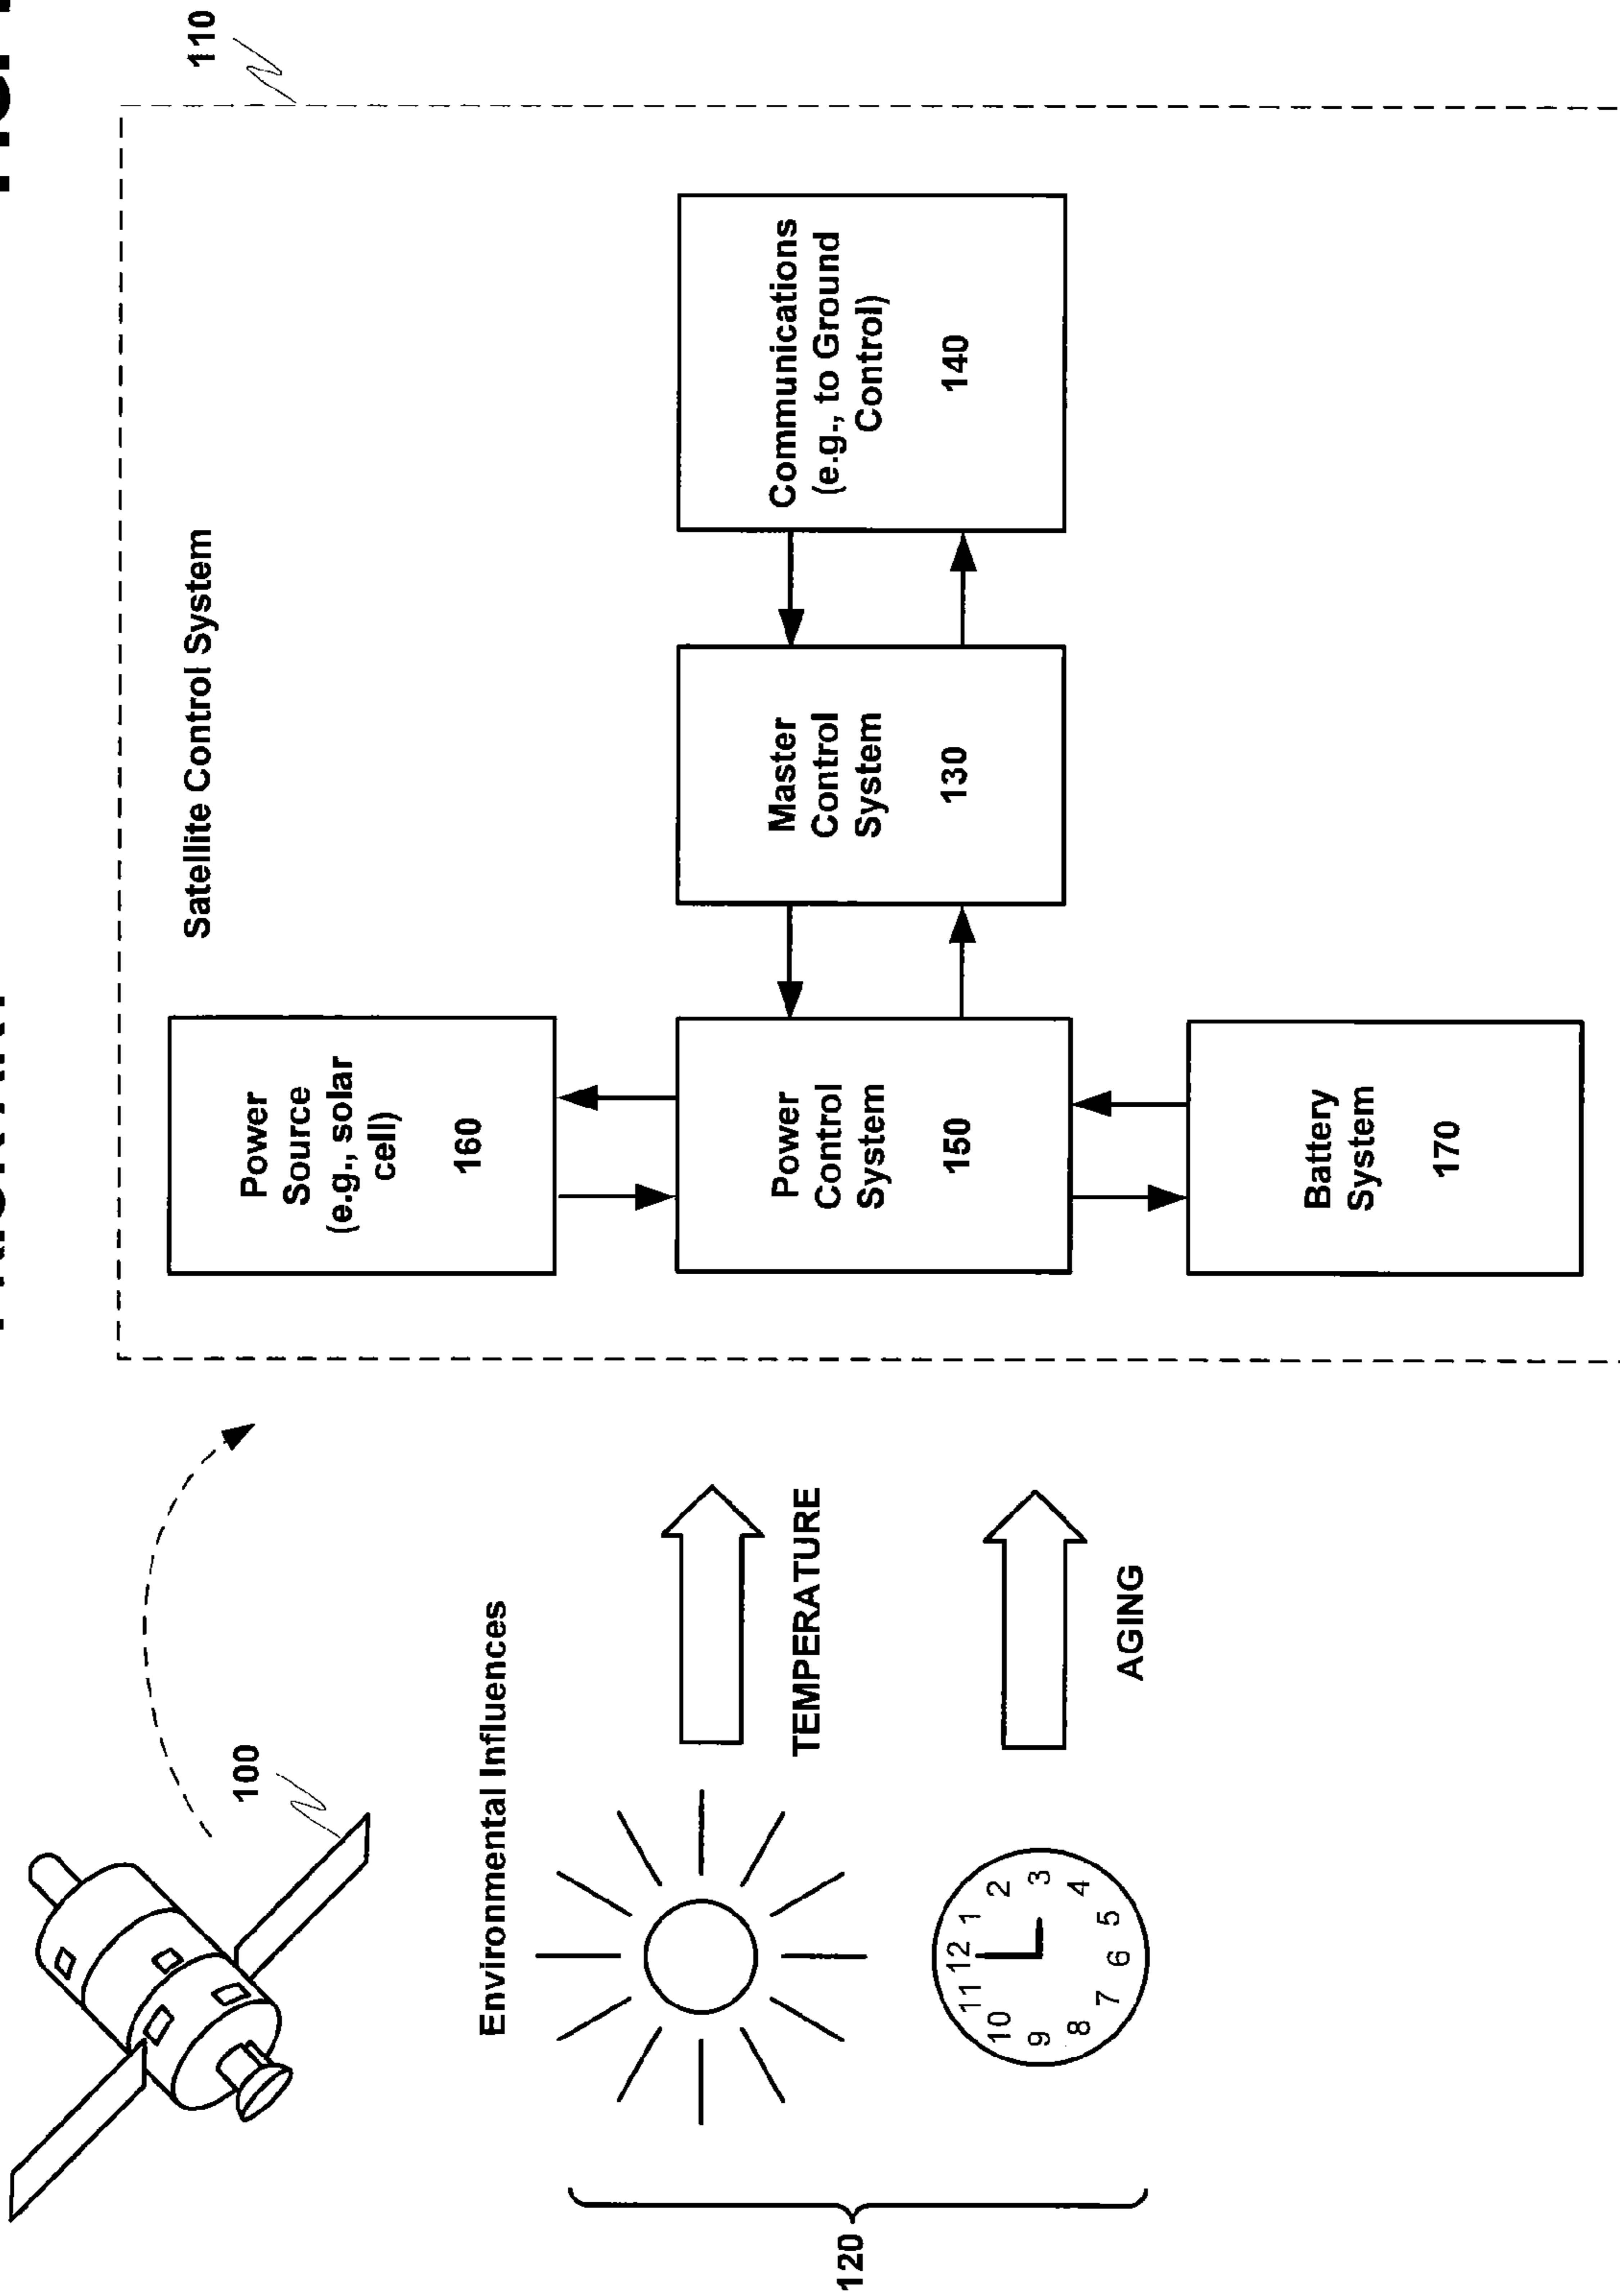 100
Environmental Influences
TEMPERATURE
12
11
1
10
2
9
3
8
4
7
5
6
AGING
120
110
Satellite Control System
Power
Source
(e.g., solar
cell)
160
Power
Control
System
150
Master
Control
System
130
Communications
(e.g., to Ground
Control)
140
Battery
System
170